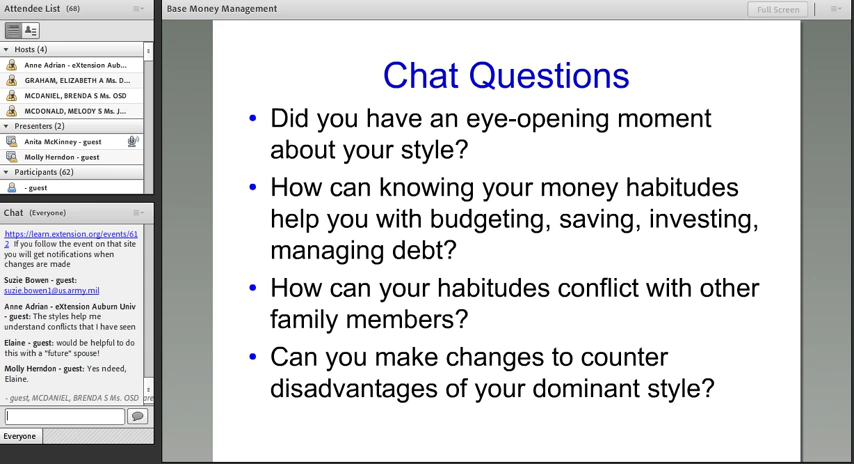 Attendee List (68)
Hosts (4)
Anne Adrian - eXtension Aub...
GRAHAM, ELIZABETH A Ms. D...
MCDANIEL, BRENDA S Ms. OSD
MCDONALD, MELODY S Ms. J...
Presenters (2)
Anita McKinney - guest
Molly Herndon - guest
Participants (62)
- guest
Chat (Everyone)
https://learn.extension.org/events/61
2 If you follow the event on that site
you will get notifications when
changes are made
Suzie Bowen - guest:
suzie.bowen1@us.army.mil
Anne Adrian - eXtension Auburn Univ
- guest: The styles help me
understand conflicts that I have seen
Elaine - guest: would be helpful to do
this with a "future" spouse!
Molly Herndon - guest: Yes ndeed,
Elaine.
- guest, MCDANIEL, BRENDA S Ms. OSD are
Everyone
Base Money Management
Full Screen
Chat Questions
• Did you have an eye-opening moment
about your style?
• How can knowing your money habitudes
help you with budgeting, saving, investing,
managing debt?
• How can your habitudes conflict with other
family members?
• Can you make changes to counter
disadvantages of your dominant style?